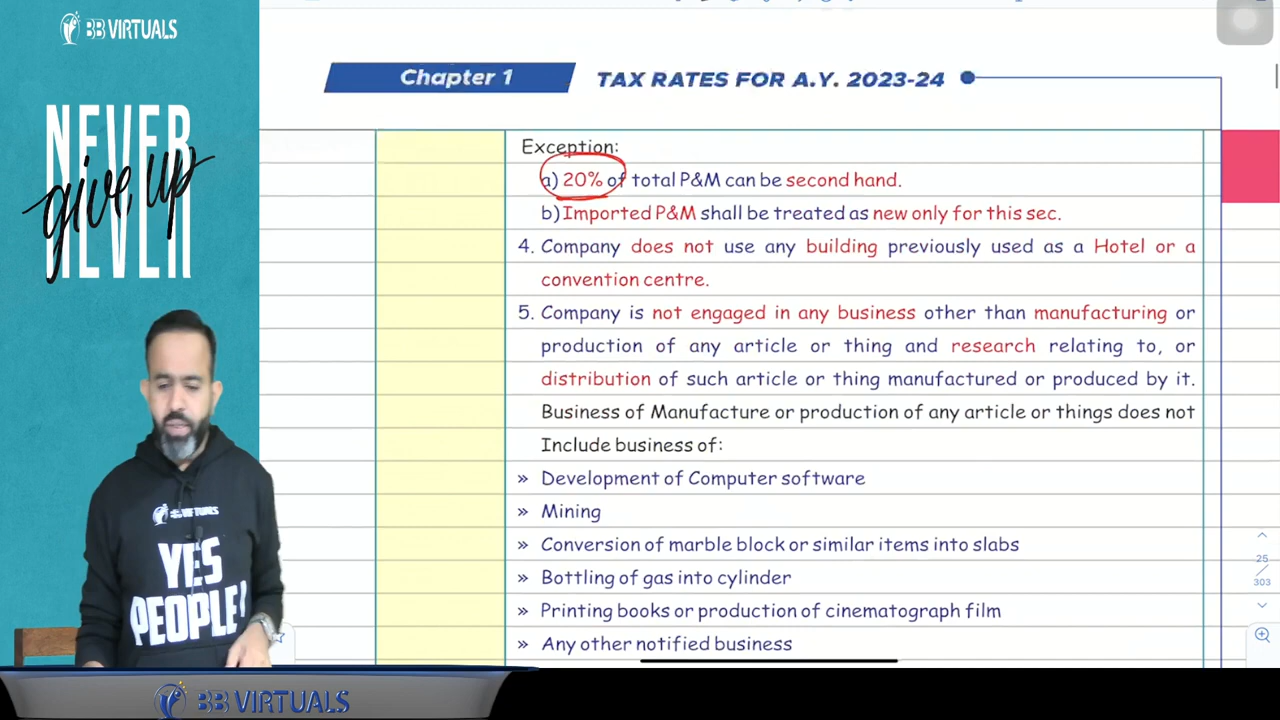 BB VIRTUALS
NEVER
give up
NEVER
BB VIRTUALS
YES
PEOPLE!
BB VIRTUALS
Chapter 1
TAX RATES FOR A.Y. 2023-24
Exception:
a) 20% of total P&M can be second hand.
b) Imported P&M shall be treated as new only for this sec.
4. Company does not use any building previously used as a Hotel or a
convention centre.
5. Company is not engaged in any business other than manufacturing or
production of any article or thing and research relating to, or
distribution of such article or thing manufactured or produced by it.
Business of Manufacture or production of any article or things does not
Include business of:
» Development of Computer software
» Mining
» Conversion of marble block or similar items into slabs
» Bottling of gas into cylinder
» Printing books or production of cinematograph film
» Any other notified business
25
303